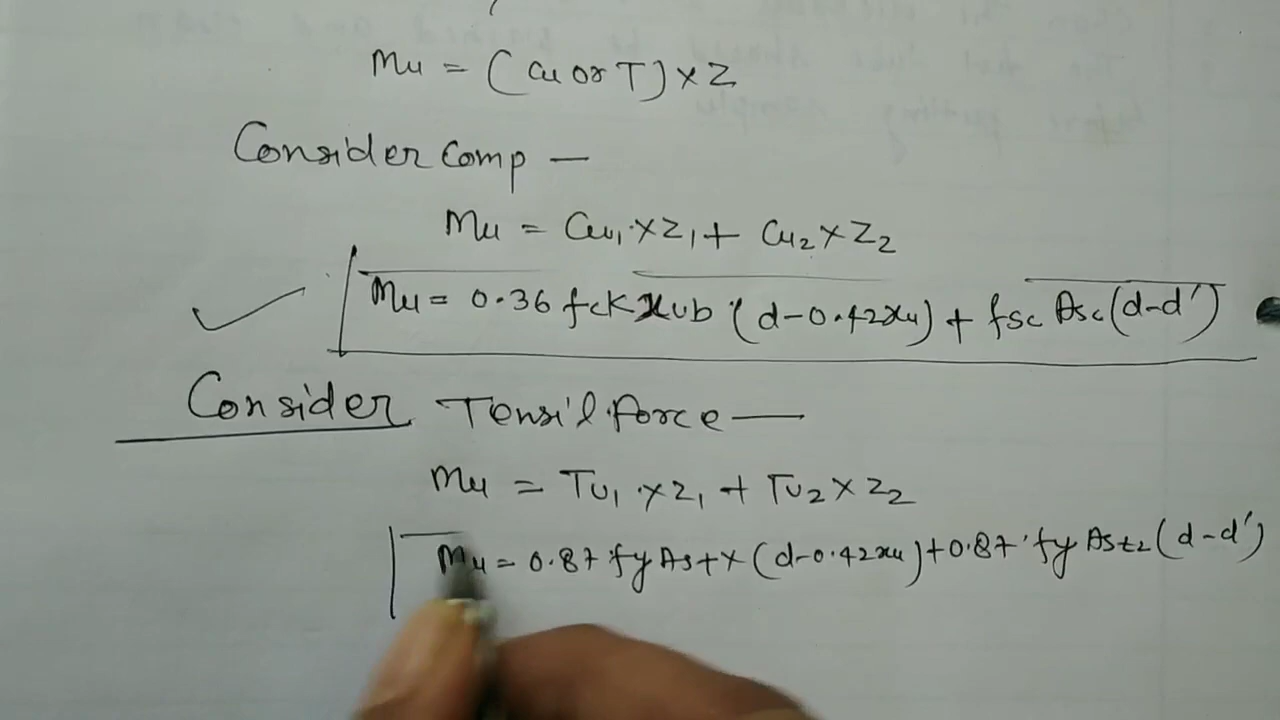 Mu = (Cu or T) x Z
Consider Comp —
Mu = Cu1 x Z1 + Cu2 x Z2
Mu = 0.36 fck xub (d-0.42xu) + fsc Asc (d-d')
Consider Tensil Force —
Mu = Tu1 x Z1 + Tu2 x Z2
Mu = 0.87 fy Ast x (d-0.42xu) + 0.87 fy Ast2 (d-d')